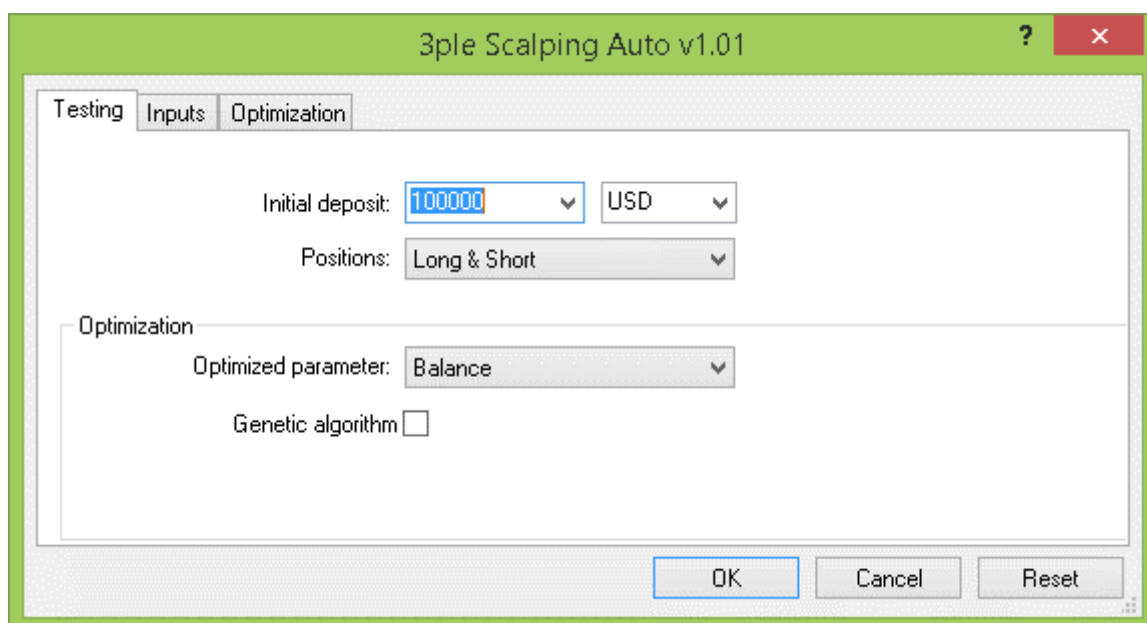 3ple Scalping Auto v1.01 ? ×
Testing Inputs Optimization
Initial deposit: 100000 USD
Positions: Long & Short
Optimization
Optimized parameter: Balance
Genetic algorithm
OK Cancel Reset